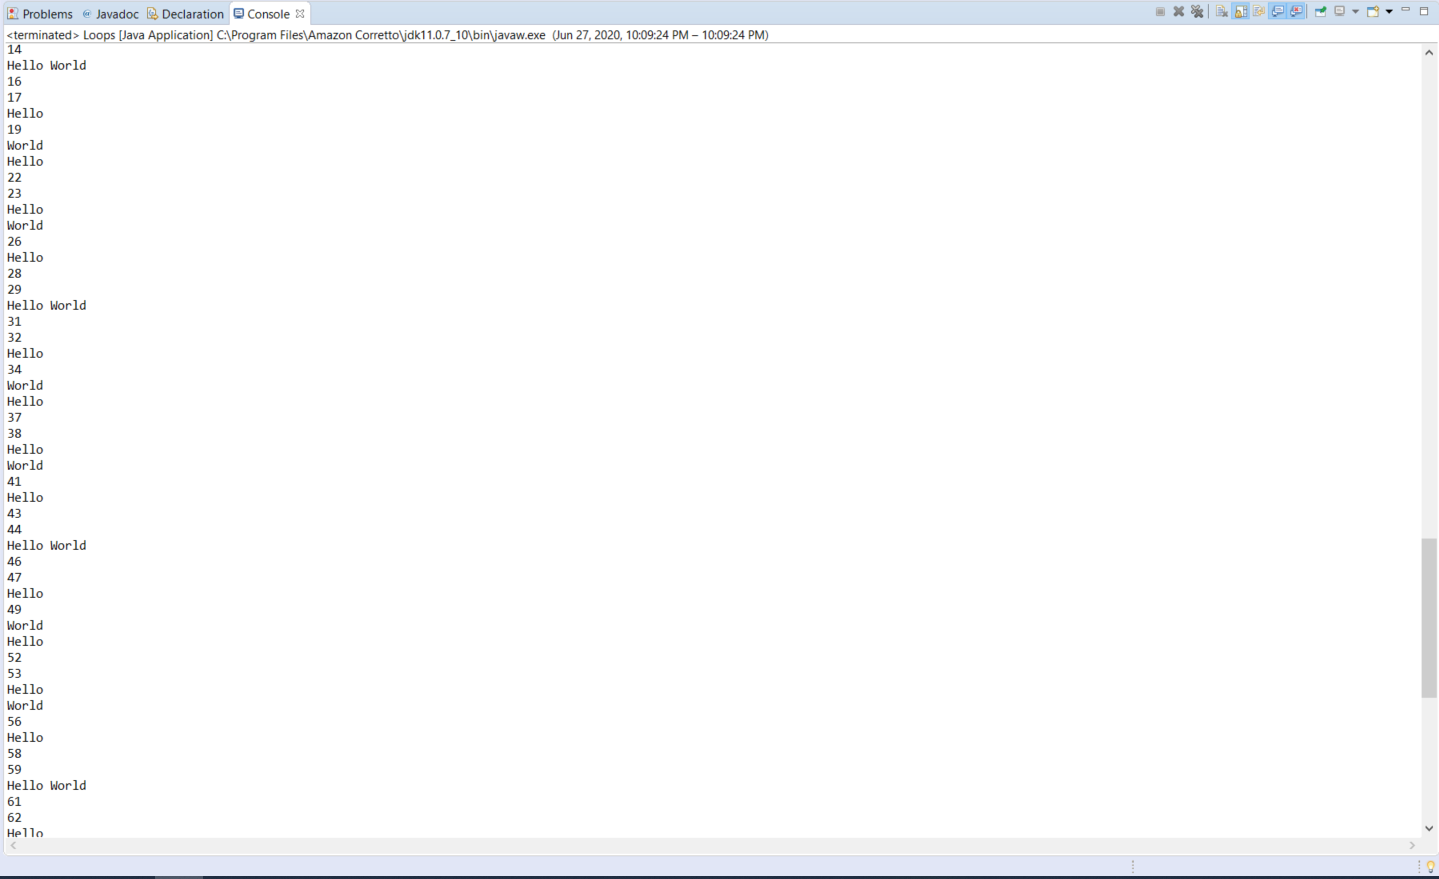 Problems Javadoc Declaration Console
<terminated> Loops [Java Application] C:\Program Files\Amazon Corretto\jdk11.0.7_10\bin\javaw.exe (Jun 27, 2020, 10:09:24 PM – 10:09:24 PM)
14
Hello World
16
17
Hello
19
World
Hello
22
23
Hello
World
26
Hello
28
29
Hello World
31
32
Hello
34
World
Hello
37
38
Hello
World
41
Hello
43
44
Hello World
46
47
Hello
49
World
Hello
52
53
Hello
World
56
Hello
58
59
Hello World
61
62
Hello